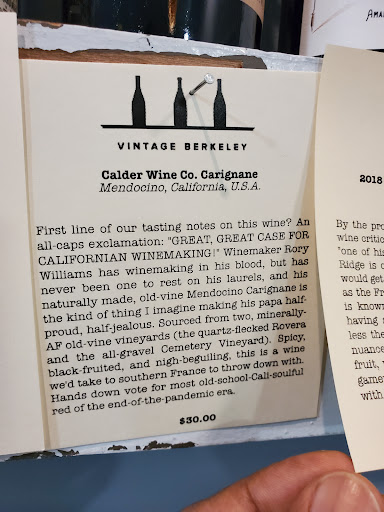 AMA
VINTAGE BERKELEY
Calder Wine Co. Carignane
Mendocino, California, U.S.A.
First line of our tasting notes on this wine? An
all-caps exclamation: "GREAT, GREAT CASE FOR
CALIFORNIAN WINEMAKING!" Winemaker Rory
Williams has winemaking in his blood, but has
never been one to rest on his laurels, and his
naturally made, old-vine Mendocino Carignane is
the kind of thing I imagine making his papa half-
proud, half-jealous. Sourced from two, minerally-
AF old-vine vineyards (the quartz-flecked Rovera
and the all-gravel Cemetery Vineyard). Spicy,
black-fruited, and nigh-beguiling, this is a wine
we'd take to southern France to throw down with.
Hands down vote for most old-school-Cali-soulful
red of the end-of-the-pandemic era.
$30.00
2018
By the pro
wine critic
"one of his
Ridge is o
would get
as the Fr
is known
having
less the
nuance
fruit,
game
with